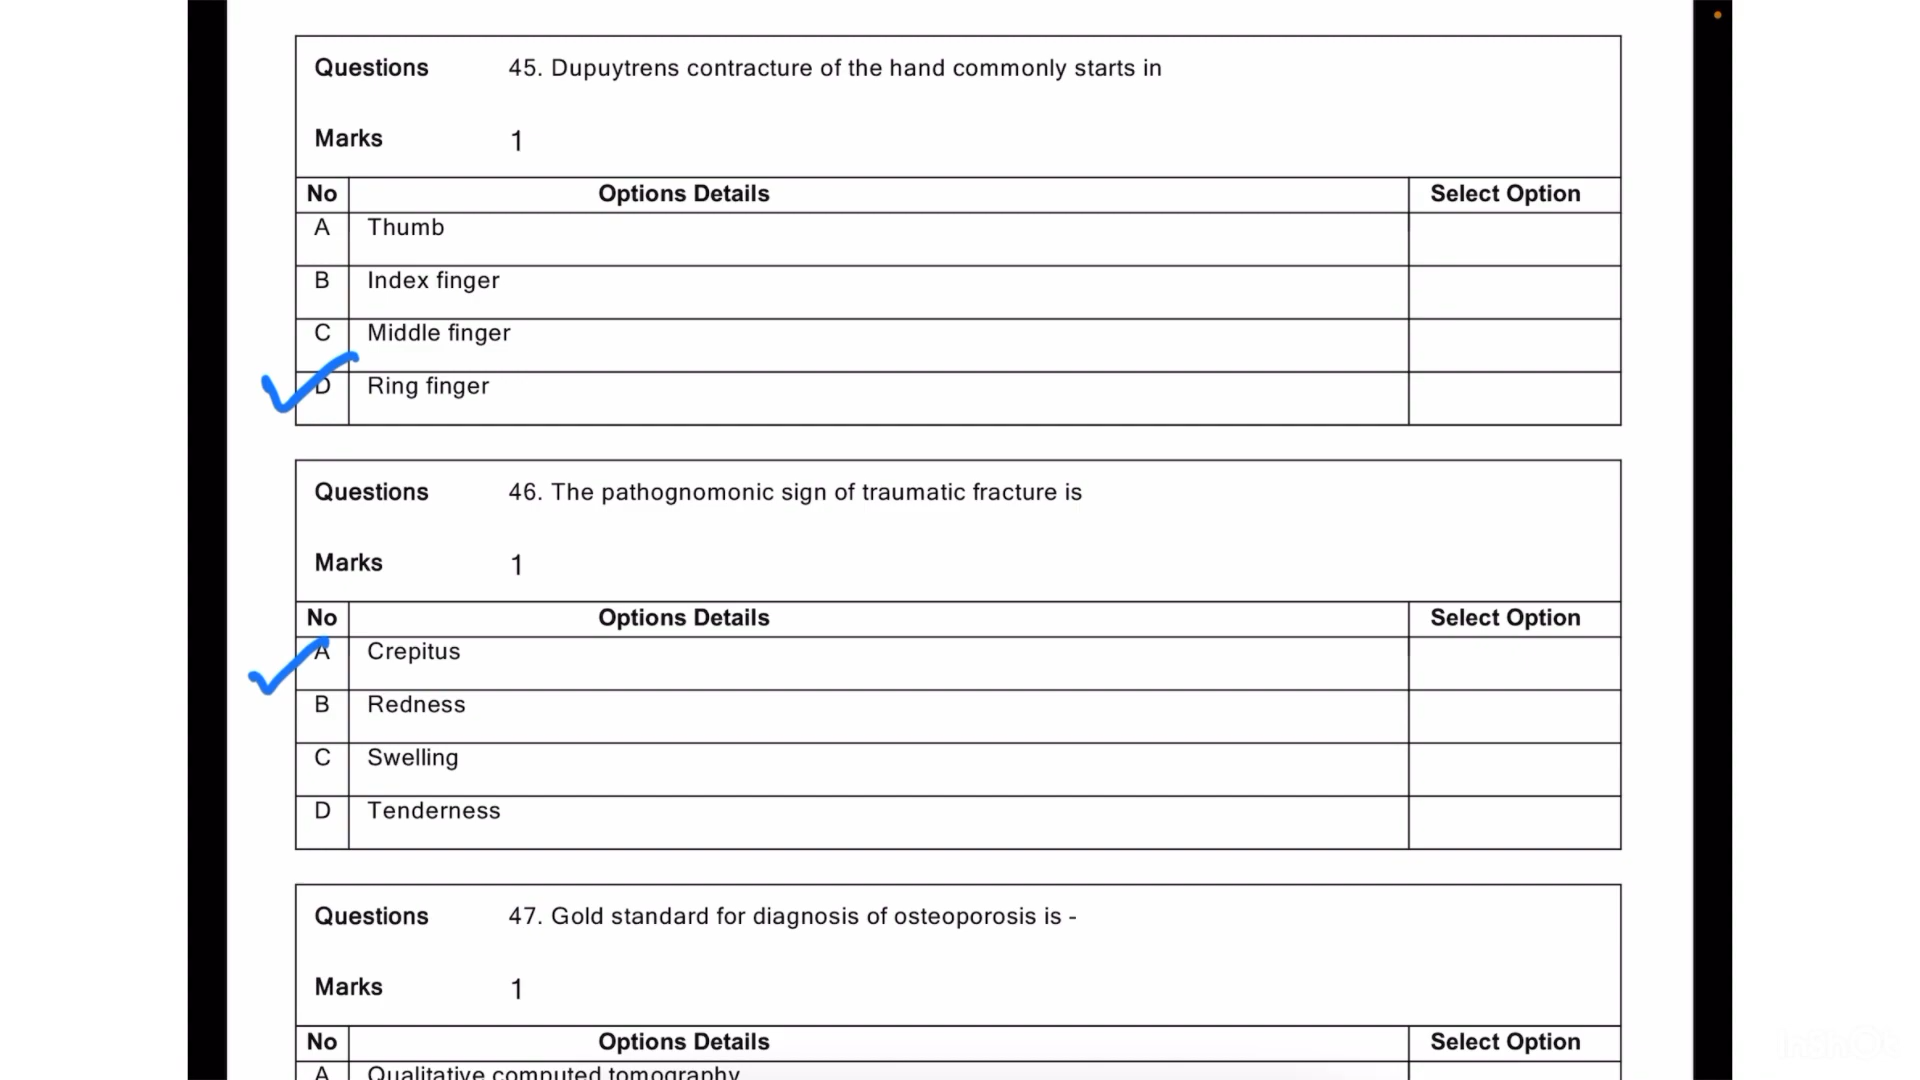 Questions 45. Dupuytrens contracture of the hand commonly starts in
Marks 1
No Options Details Select Option
A Thumb
B Index finger
C Middle finger
D Ring finger
Questions 46. The pathognomonic sign of traumatic fracture is
Marks 1
No Options Details Select Option
A Crepitus
B Redness
C Swelling
D Tenderness
Questions 47. Gold standard for diagnosis of osteoporosis is -
Marks 1
No Options Details Select Option
A Qualitative computed tomography